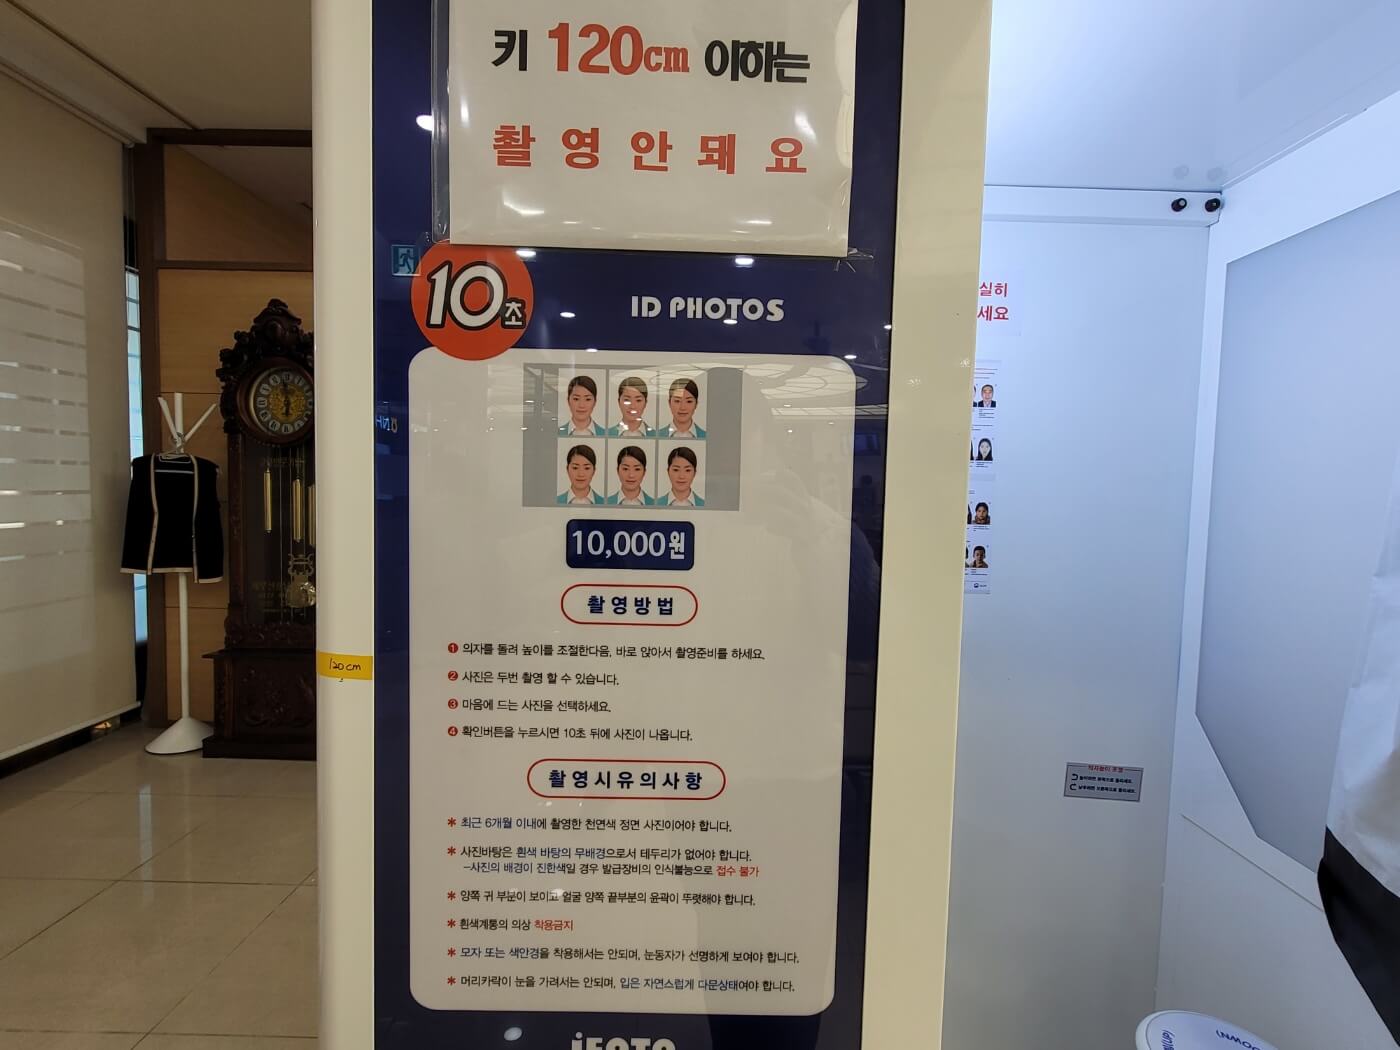 키 120cm 이하는
촬영안돼요
10초
ID PHOTOS
10,000원
촬영방법
❶ 의자를 돌려 높이를 조절한다음, 바로 앉아서 촬영준비를 하세요.
❷ 사진은 두번 촬영 할 수 있습니다.
❸ 마음에 드는 사진을 선택하세요.
❹ 확인버튼을 누르시면 10초 뒤에 사진이 나옵니다.
촬영시유의사항
* 최근 6개월 이내에 촬영한 천연색 정면 사진이어야 합니다.
* 사진바탕은 흰색 바탕의 무배경으로서 테두리가 없어야 합니다.
-사진의 배경이 진한색일 경우 발급장비의 인식불능으로 접수 불가
* 양쪽 귀 부분이 보이고 얼굴 양쪽 끝부분의 윤곽이 뚜렷해야 합니다.
* 흰색계통의 의상 착용금지
* 모자 또는 색안경을 착용해서는 안되며, 눈동자가 선명하게 보여야 합니다.
* 머리카락이 눈을 가려서는 안되며, 입은 자연스럽게 다문상태여야 합니다.
iFOTO
120cm
실히
세요
의자높이 조절